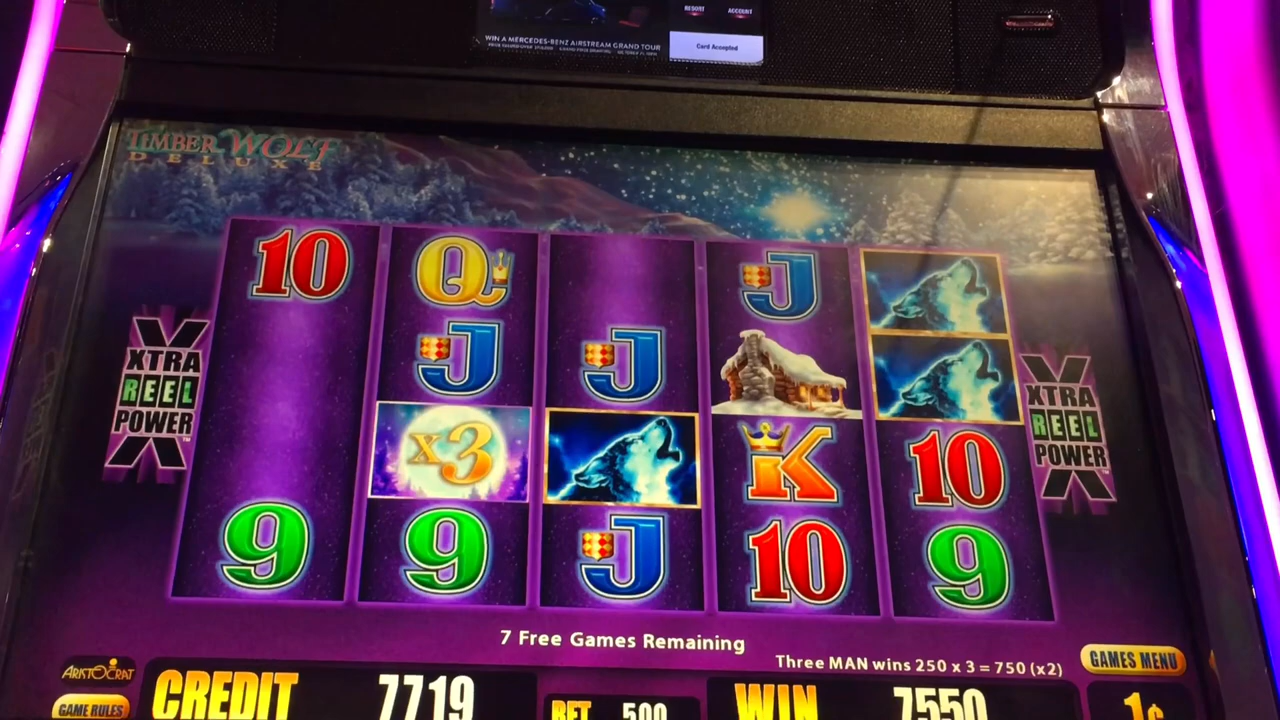 RESORT ACCOUNT
WIN A MERCEDES-BENZ AIRSTREAM GRAND TOUR
Card Accepted
TIMBER WOLF
DELUXE
10 Q J
J J
x3 K 10
9 9 J 10 9
XTRA
REEL
POWER™
XTRA
REEL
POWER
7 Free Games Remaining
Three MAN wins 250 x 3 = 750 (x2)
GAMES MENU
ARISTOCRAT
GAME RULES
CREDIT 7719 BET 500 WIN 7550 1¢